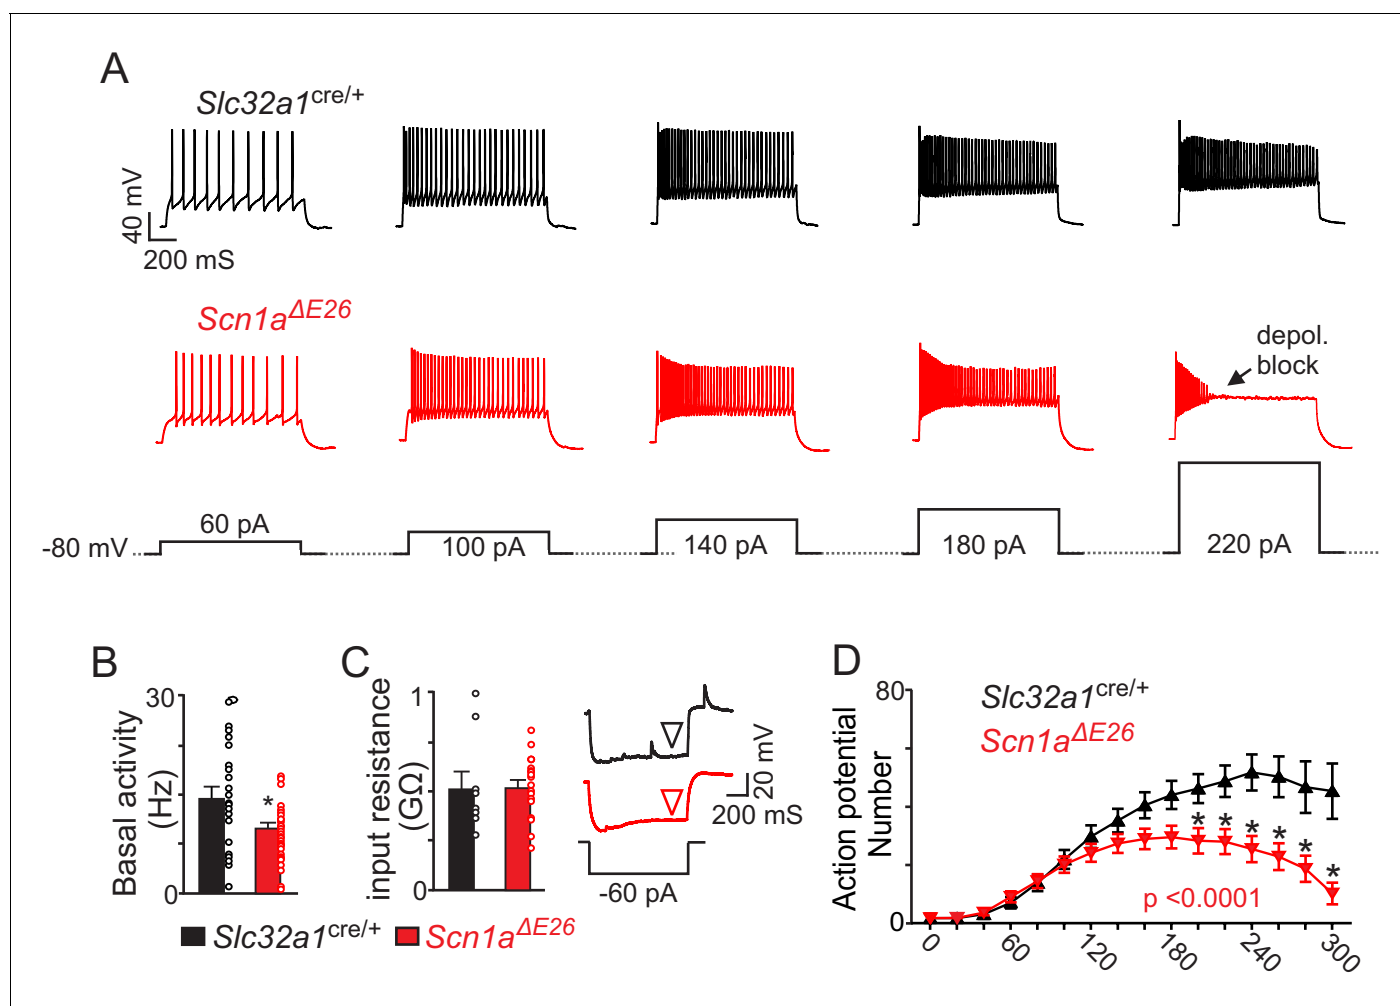 A
Slc32a1cre/+
40 mV
200 mS
Scn1aΔE26
depol.
block
-80 mV
60 pA
100 pA
140 pA
180 pA
220 pA
B
30
0
Basal activity
(Hz)
*
C
1
0
input resistance
(GΩ)
20 mV
200 mS
-60 pA
Slc32a1cre/+
Scn1aΔE26
D
80
0
Action potential
Number
Slc32a1cre/+
Scn1aΔE26
* * * * * *
p <0.0001
0 60 120 180 240 300